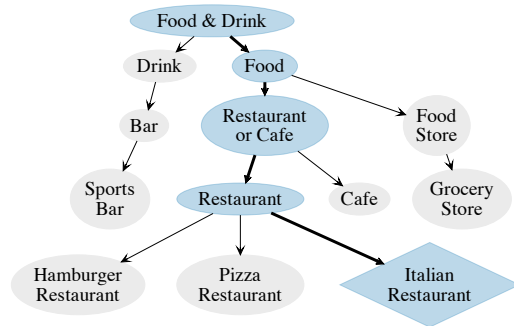 Food & Drink
Drink
Food
Bar
Restaurant
or Cafe
Food
Store
Sports
Bar
Restaurant
Cafe
Grocery
Store
Hamburger
Restaurant
Pizza
Restaurant
Italian
Restaurant